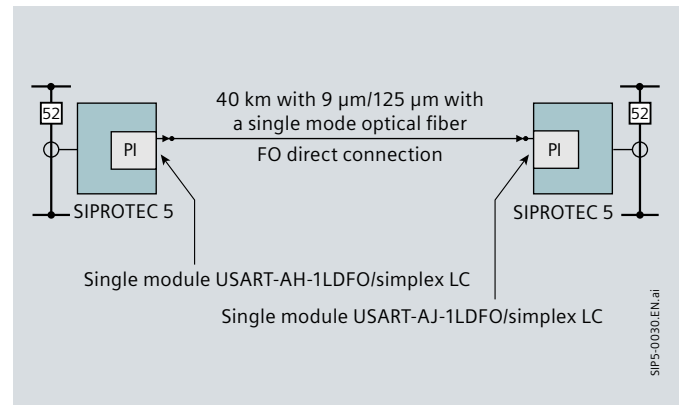 40 km with 9 µm/125 µm with
a single mode optical fiber
FO direct connection
52
52
PI
PI
SIPROTEC 5
SIPROTEC 5
Single module USART-AH-1LDFO/simplex LC
Single module USART-AJ-1LDFO/simplex LC
SIP5-0030.EN.ai